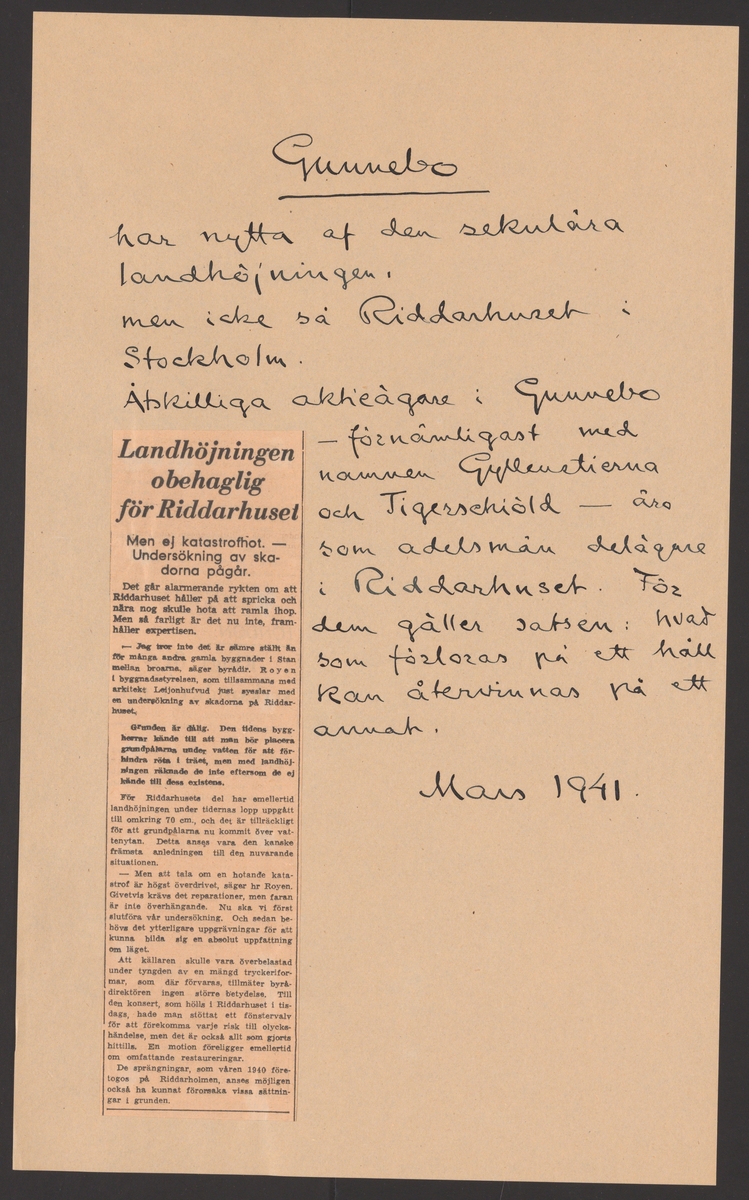 Gunnebo
har nytta af den sekulära
landhöjningen.
men icke så Riddarhuset i
Stockholm.
Åtskilliga aktieägare i Gunnebo
– förnämligast med
namnen Gyllenstierna
och Tigerschiöld – äro
som adelsmän delägare
i Riddarhuset. För
dem gäller satsen: hvad
som förloras på ett håll
kan återvinnas på ett
annat.
Mars 1941.
Landhöjningen
obehaglig
för Riddarhuset
Men ej katastrofhot. —
Undersökning av ska-
dorna pågår.
Det går alarmerande rykten om att
Riddarhuset håller på att spricka och
nära nog skulle hota att ramla ihop.
Men så farligt är det nu inte, fram-
håller expertisen.
— Jag tror inte det är sämre ställt än
för många andra gamla byggnader i Stan
mellan broarna, säger byrådir. Royen
i byggnadsstyrelsen, som tillsammans med
arkitekt Leijonhufvud just sysslar med
en undersökning av skadorna på Riddar-
huset.
Grunden är dålig. Den tidens bygg-
herrar kände till att man bör placera
grundpålarna under vatten för att för-
hindra röta i träet, men med landhöj-
ningen räknade de inte eftersom de ej
kände till dess existens.
För Riddarhusets del har emellertid
landhöjningen under tidernas lopp uppgått
till omkring 70 cm., och det är tillräckligt
för att grundpålarna nu kommit över vat-
tenytan. Detta anses vara den kanske
främsta anledningen till den nuvarande
situationen.
— Men att tala om en hotande kata-
strof är högst överdrivet, säger hr Royen.
Givetvis krävs det reparationer, men faran
är inte överhängande. Nu ska vi först
slutföra vår undersökning. Och sedan be-
hövs det ytterligare uppgrävningar för att
kunna bilda sig en absolut uppfattning
om läget.
Att källaren skulle vara överbelastad
under tyngden av en mängd tryckerifor-
mar, som där förvaras, tillmäter byrå-
direktören ingen större betydelse. Till
den konsert, som hölls i Riddarhuset i tis-
dags, hade man stöttat ett fönstervalv
för att förekomma varje risk till olycks-
händelse, men det är också allt som gjorts
hittills. En motion föreligger emellertid
om omfattande restaureringar.
De sprängningar, som våren 1940 före-
togos på Riddarholmen, anses möjligen
också ha kunnat förorsaka vissa sättnin-
gar i grunden.